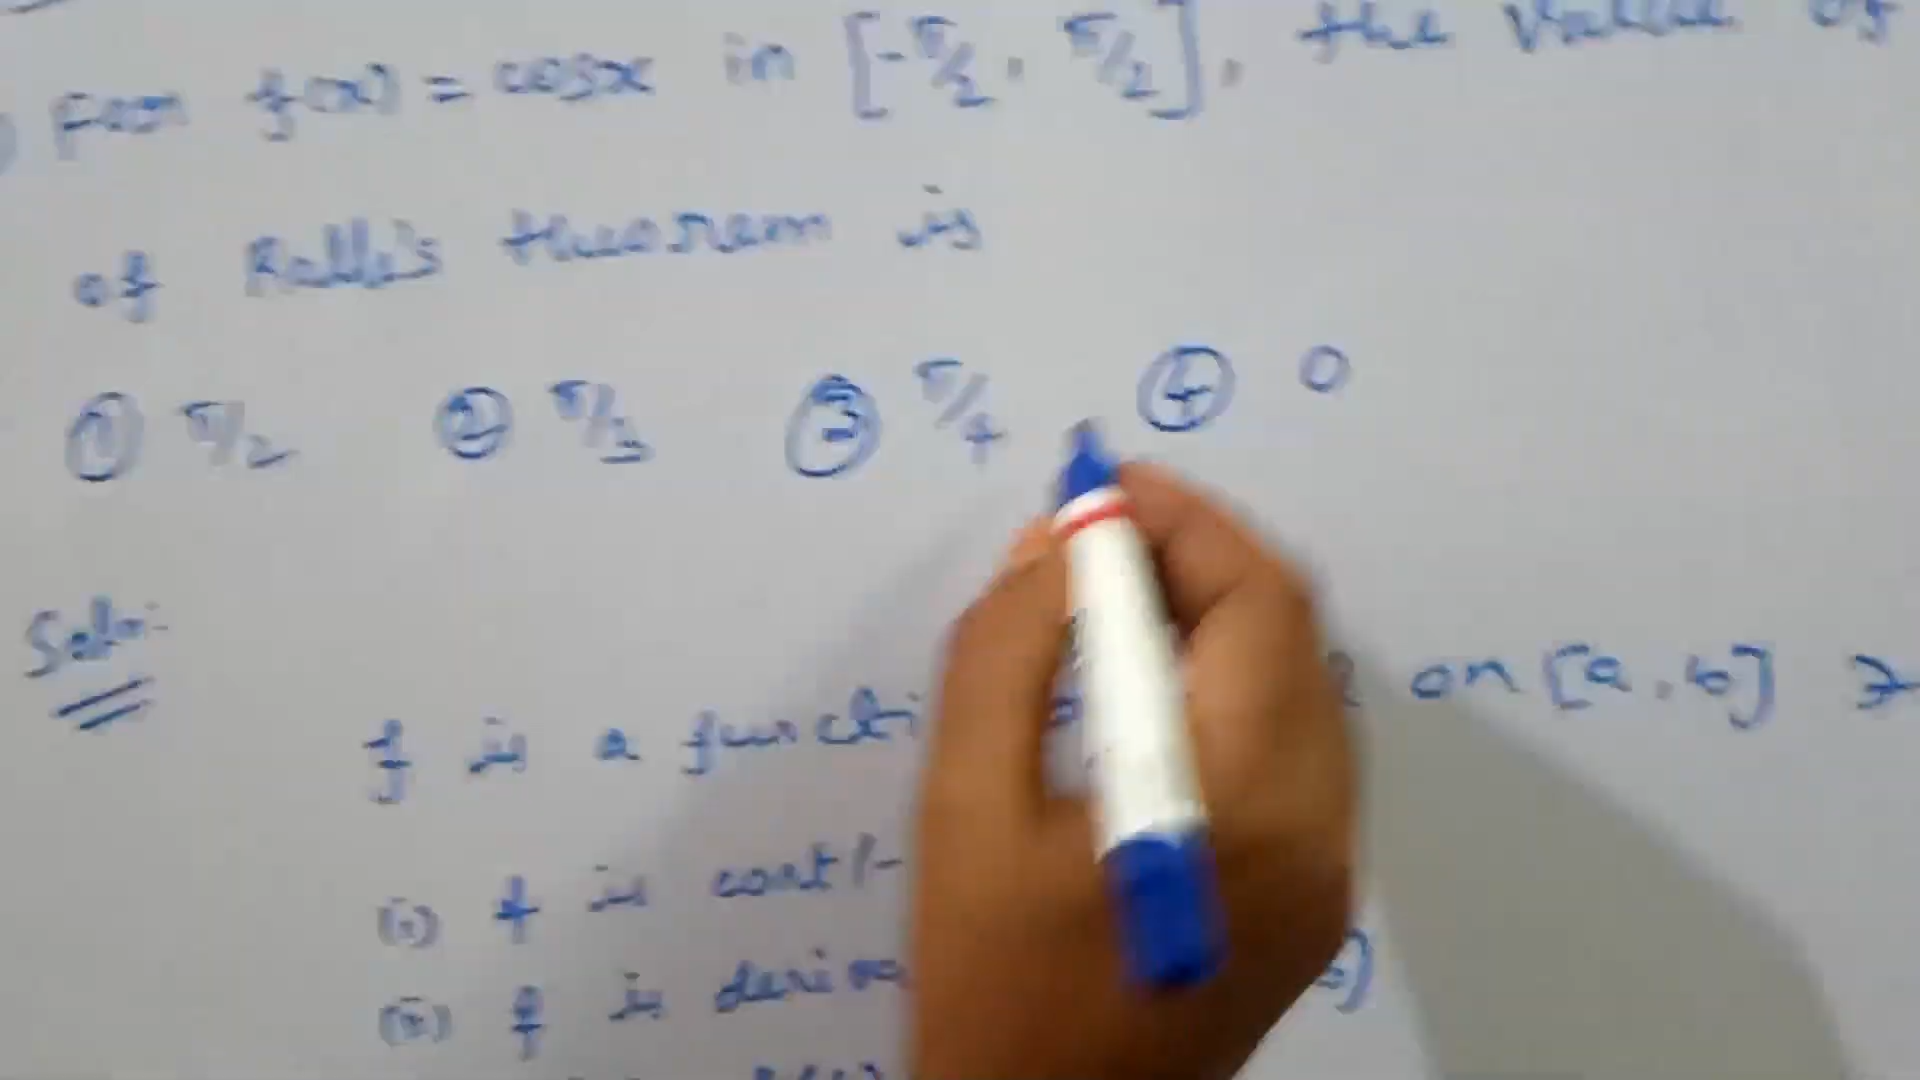 For f(x) = cosx in [-π/2, π/2], the value of
of Rolle's theorem is
① π/2 ② π/3 ③ π/4 ④ 0
Soln:
f is a functi on [a, b] ∋
(i) f is cont/-
(ii) f is deriva b)